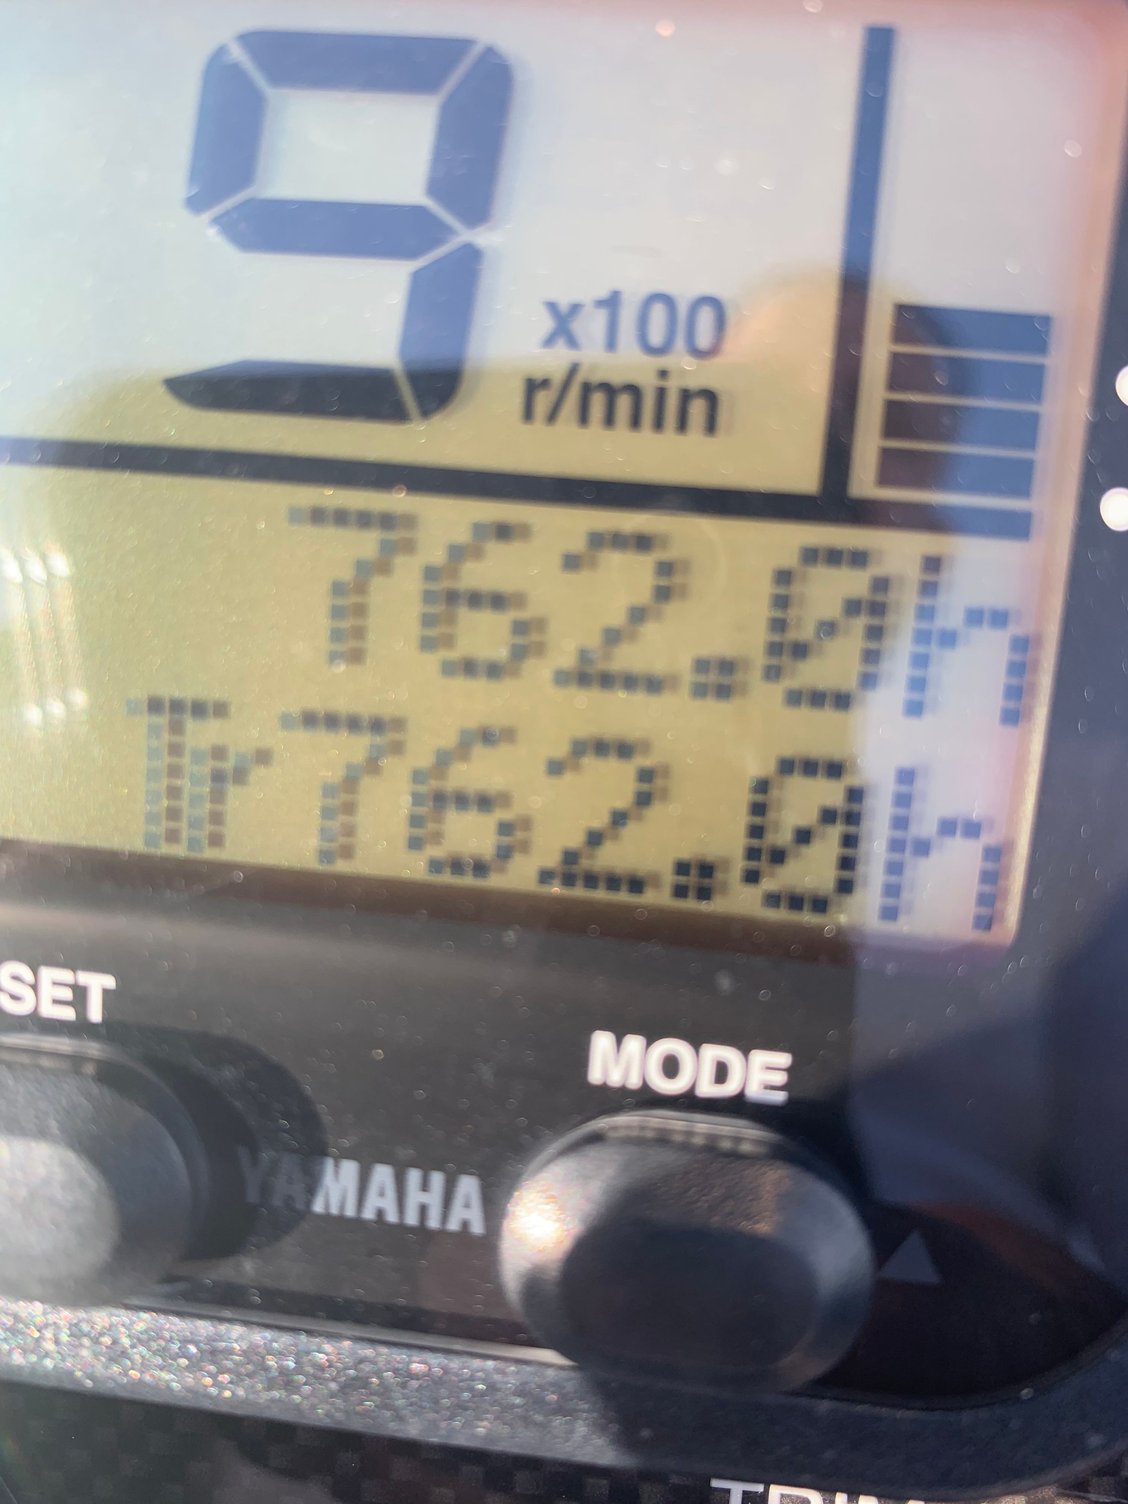 9 x100
r/min
762.0h
Tr762.0h
SET
MODE
YAMAHA